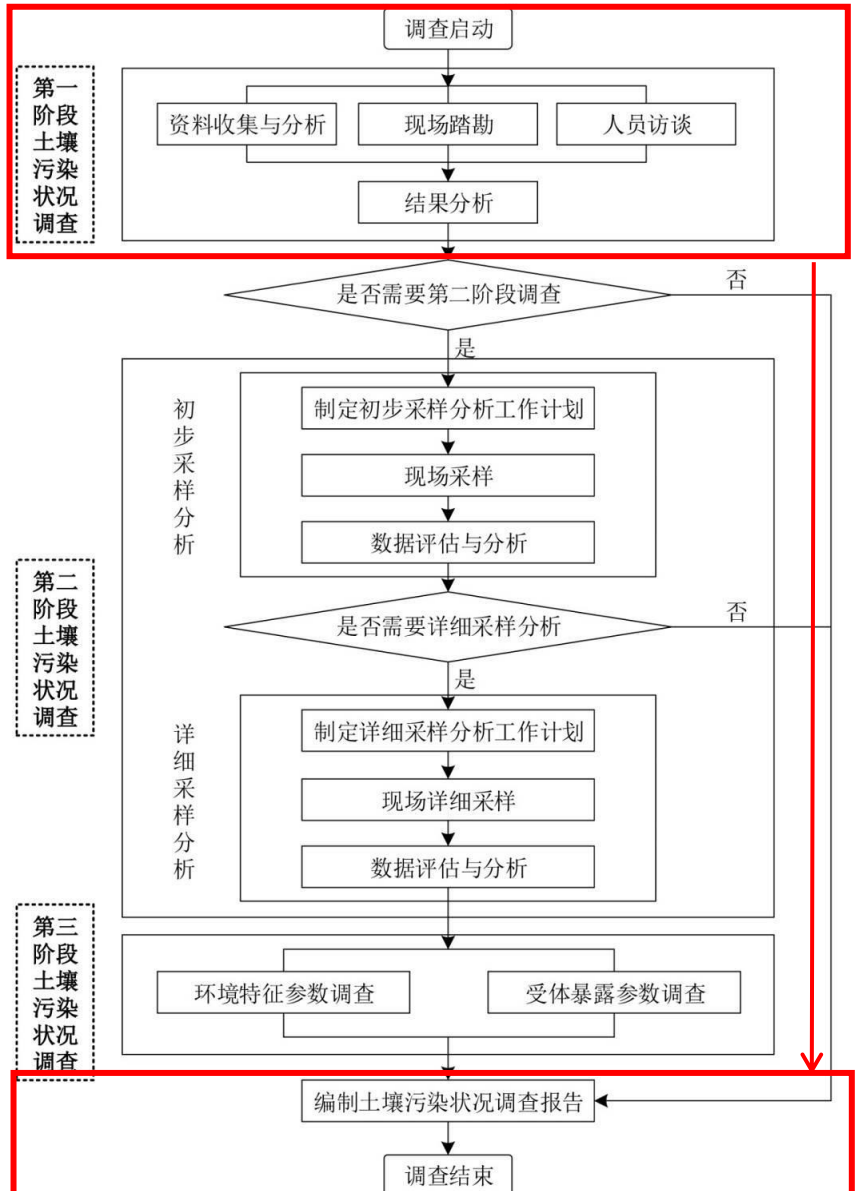 调查启动
第一
阶段
土壤
污染
状况
调查
资料收集与分析
现场踏勘
人员访谈
结果分析
是否需要第二阶段调查
否
是
第二
阶段
土壤
污染
状况
调查
初
步
采
样
分
析
制定初步采样分析工作计划
现场采样
数据评估与分析
是否需要详细采样分析
否
是
详
细
采
样
分
析
制定详细采样分析工作计划
现场详细采样
数据评估与分析
第三
阶段
土壤
污染
状况
调查
环境特征参数调查
受体暴露参数调查
编制土壤污染状况调查报告
调查结束